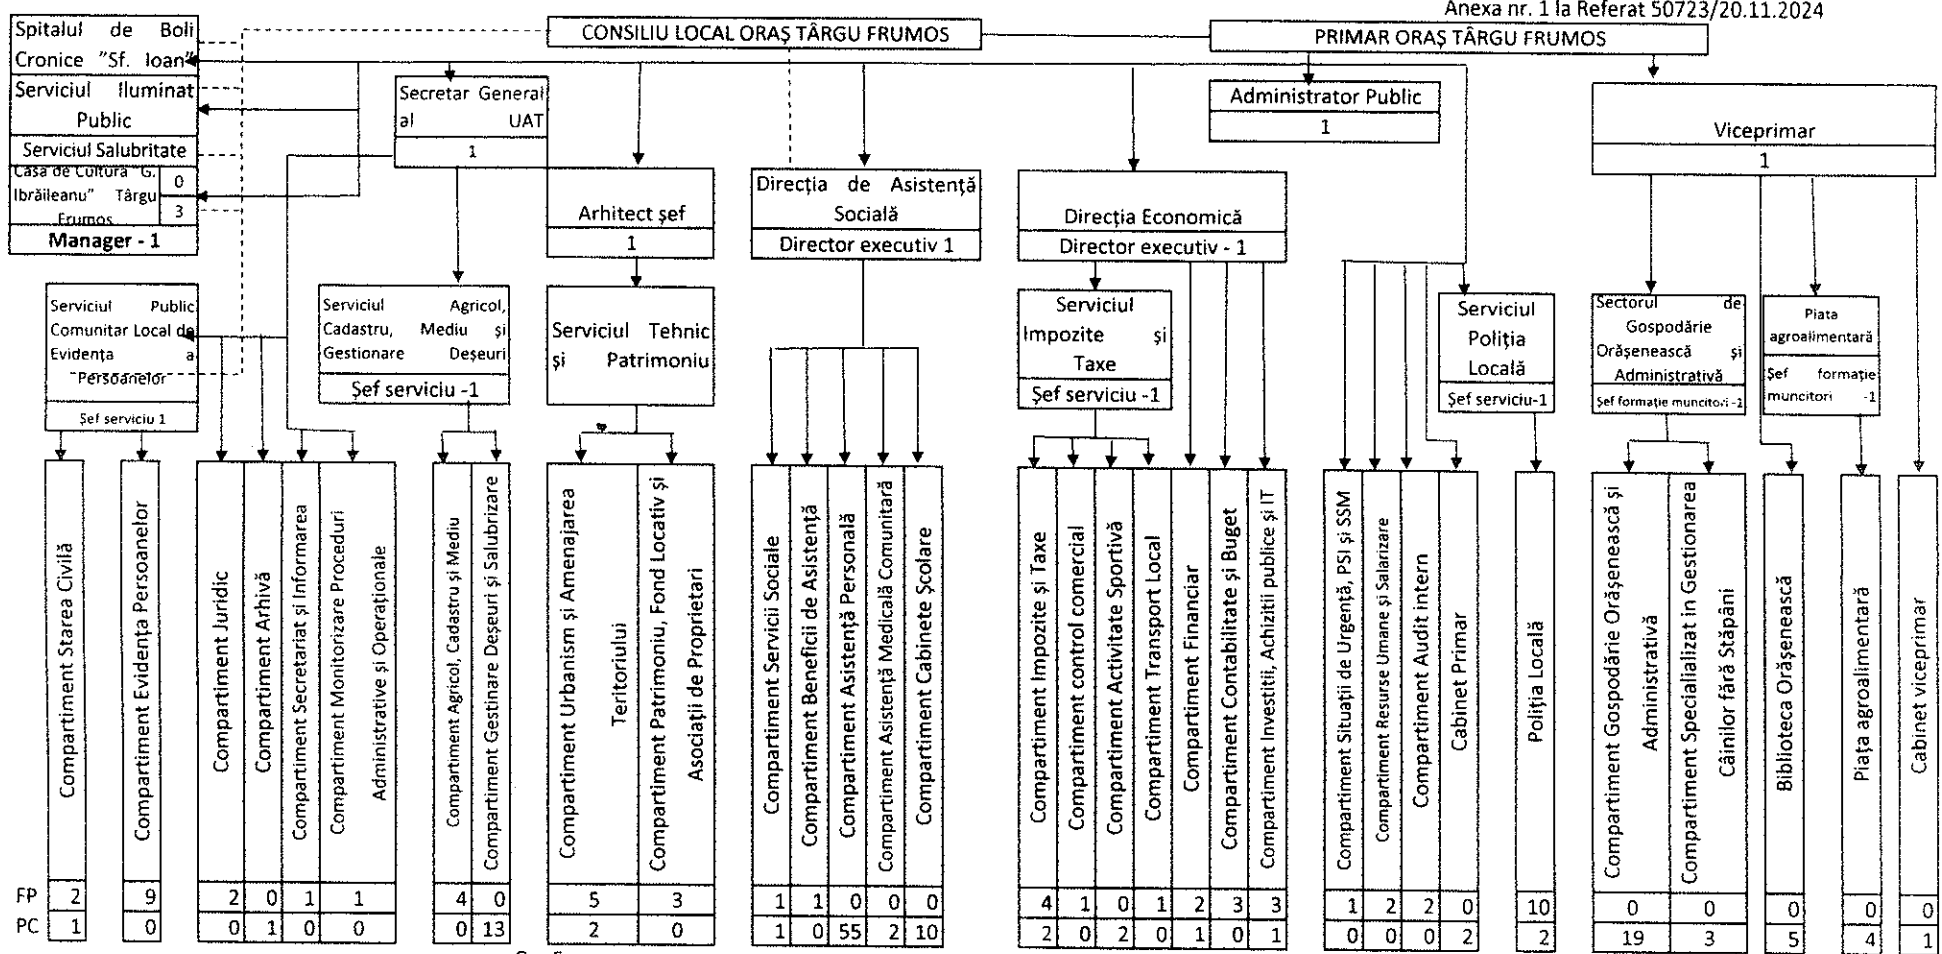 Anexa nr. 1 la Referat 50723/20.11.2024
CONSILIU LOCAL ORAȘ TÂRGU FRUMOS
PRIMAR ORAȘ TÂRGU FRUMOS
Spitalul de Boli
Cronice "Sf. Ioan"
Serviciul Iluminat
Public
Serviciul Salubritate
Casa de Cultura "G.
Ibrăileanu" Târgu
Frumos
0
3
Manager - 1
Secretar General
al UAT
1
Administrator Public
1
Viceprimar
1
Arhitect șef
1
Direcția de Asistență
Socială
Director executiv 1
Direcția Economică
Director executiv - 1
Serviciul Public
Comunitar Local de
Evidența a
Persoanelor
Șef serviciu 1
Serviciul Agricol,
Cadastru, Mediu și
Gestionare Deșeuri
Șef serviciu -1
Serviciul Tehnic
și Patrimoniu
Serviciul
Impozite și
Taxe
Șef serviciu -1
Serviciul
Poliția
Locală
Șef serviciu-1
Sectorul de
Gospodărie
Orășenească și
Administrativă
Șef formație muncitori -1
Piata
agroalimentară
Șef formație
muncitori -1
Compartiment Starea Civilă
Compartiment Evidența Persoanelor
Compartiment Juridic
Compartiment Arhivă
Compartiment Secretariat și Informarea
Compartiment Monitorizare Proceduri
Administrative și Operaționale
Compartiment Agricol, Cadastru și Mediu
Compartiment Gestinare Deșeuri și Salubrizare
Compartiment Urbanism și Amenajarea
Teritoriului
Compartiment Patrimoniu, Fond Locativ și
Asociații de Proprietari
Compartiment Servicii Sociale
Compartiment Beneficii de Asistență
Compartiment Asistență Personală
Compartiment Asistență Medicală Comunitară
Compartiment Cabinete Școlare
Compartiment Impozite și Taxe
Compartiment control comercial
Compartiment Activitate Sportivă
Compartiment Transport Local
Compartiment Financiar
Compartiment Contabilitate și Buget
Compartiment Investitii, Achizitii publice și IT
Compartiment Situații de Urgență, PSI și SSM
Compartiment Resurse Umane și Salarizare
Compartiment Audit intern
Cabinet Primar
Poliția Locală
Compartiment Gospodărie Orășenească și
Administrativă
Compartiment Specializat in Gestionarea
Câinilor fără Stăpâni
Biblioteca Orășenească
Piața agroalimentară
Cabinet viceprimar
FP 2 9 2 0 1 1 4 0 5 3 1 1 0 0 0 4 1 0 1 2 3 3 1 2 2 0 10 0 0 0 0 0
PC 1 0 0 1 0 0 0 13 2 0 1 0 55 2 10 2 0 2 0 1 0 1 0 0 0 2 2 19 3 5 4 1